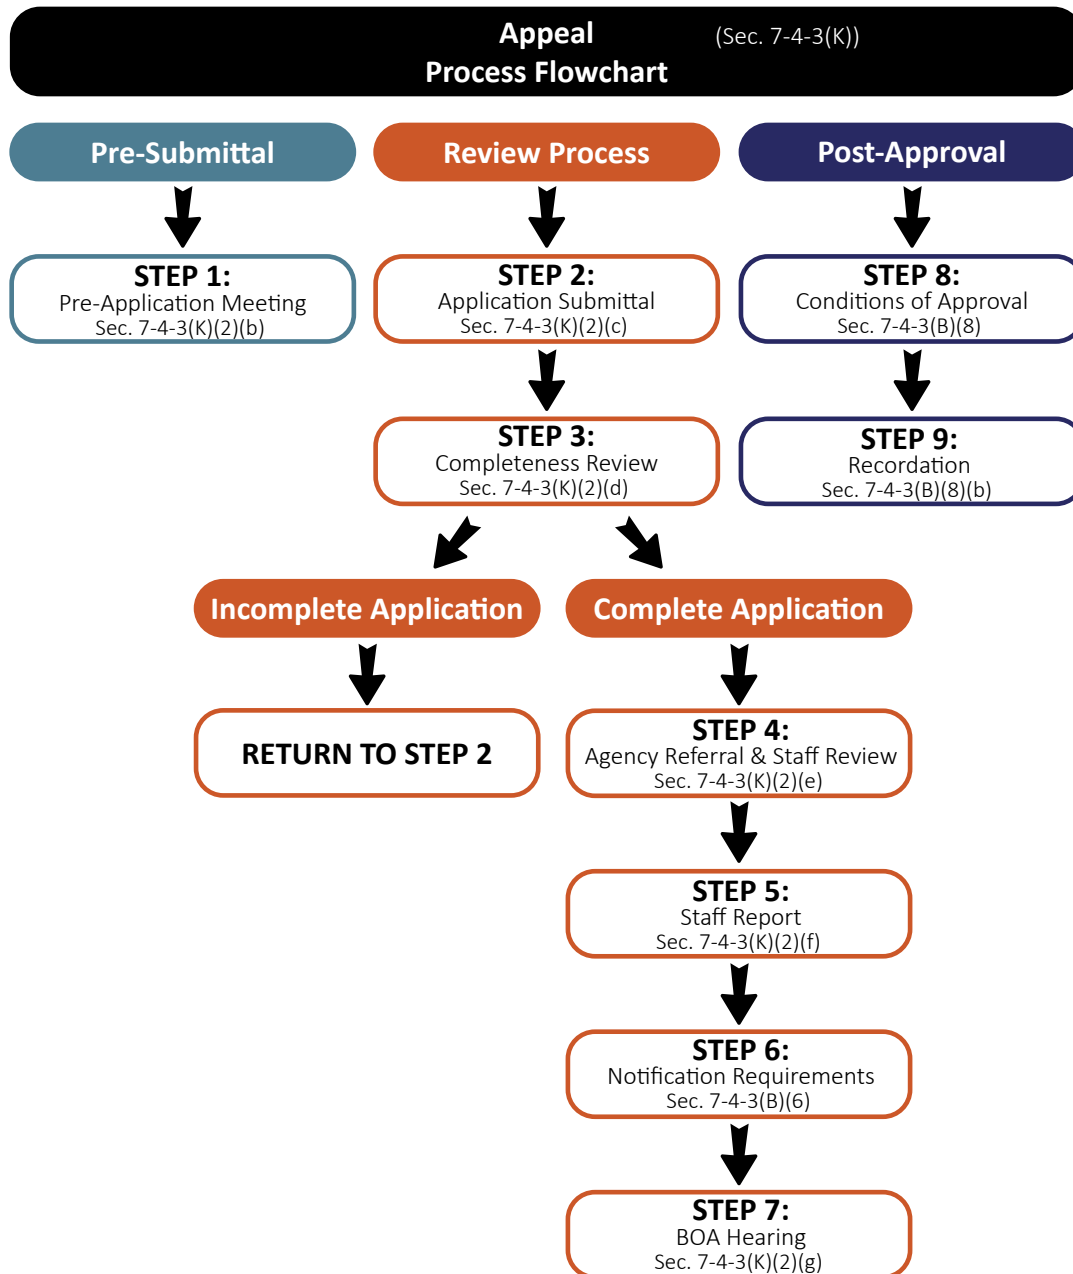 Appeal (Sec. 7-4-3(K))
Process Flowchart
Pre-Submittal
Review Process
Post-Approval
STEP 1:
Pre-Application Meeting
Sec. 7-4-3(K)(2)(b)
STEP 2:
Application Submittal
Sec. 7-4-3(K)(2)(c)
STEP 8:
Conditions of Approval
Sec. 7-4-3(B)(8)
STEP 3:
Completeness Review
Sec. 7-4-3(K)(2)(d)
STEP 9:
Recordation
Sec. 7-4-3(B)(8)(b)
Incomplete Application
Complete Application
RETURN TO STEP 2
STEP 4:
Agency Referral & Staff Review
Sec. 7-4-3(K)(2)(e)
STEP 5:
Staff Report
Sec. 7-4-3(K)(2)(f)
STEP 6:
Notification Requirements
Sec. 7-4-3(B)(6)
STEP 7:
BOA Hearing
Sec. 7-4-3(K)(2)(g)